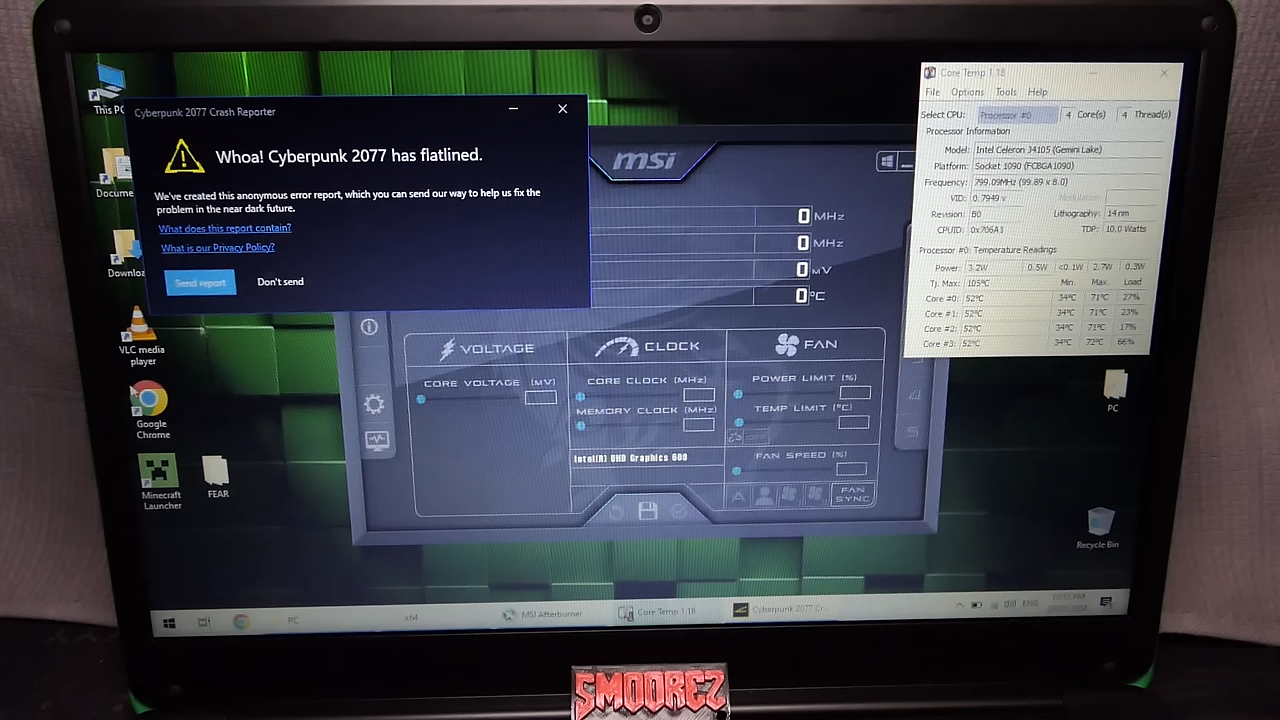 This PC
Docume
Downloa
VLC media
player
Google
Chrome
Minecraft
Launcher
FEAR
Cyberpunk 2077 Crash Reporter
Whoa! Cyberpunk 2077 has flatlined.
We've created this anonymous error report, which you can send our way to help us fix the
problem in the near dark future.
What does this report contain?
What is our Privacy Policy?
Send report
Don't send
msi
0 MHz
0 MHz
0 mV
0 °C
VOLTAGE
CORE VOLTAGE (MV)
CLOCK
CORE CLOCK (MHz)
MEMORY CLOCK (MHz)
Intel(R) UHD Graphics 600
FAN
POWER LIMIT (%)
TEMP LIMIT (°C)
FAN SPEED (%)
A
FAN
SYNC
Core Temp 1.18
File Options Tools Help
Select CPU: Processor #0 4 Core(s) 4 Thread(s)
Processor Information
Model: Intel Celeron J4105 (Gemini Lake)
Platform: Socket 1090 (FCBGA1090)
Frequency: 799.09MHz (99.89 x 8.0)
VID: 0.7949 v Modulation:
Revision: B0 Lithography: 14 nm
CPUID: 0x706A1 TDP: 10.0 Watts
Processor #0: Temperature Readings
Power: 3.2W 0.5W <0.1W 2.7W 0.3W
Tj. Max: 105°C Min. Max. Load
Core #0: 52°C 34°C 71°C 27%
Core #1: 52°C 34°C 71°C 23%
Core #2: 52°C 34°C 71°C 17%
Core #3: 52°C 34°C 72°C 66%
PC
Recycle Bin
PC x64 MSI Afterburner Core Temp 1.18 Cyberpunk 2077 Cr... ENG
SMOOREZ